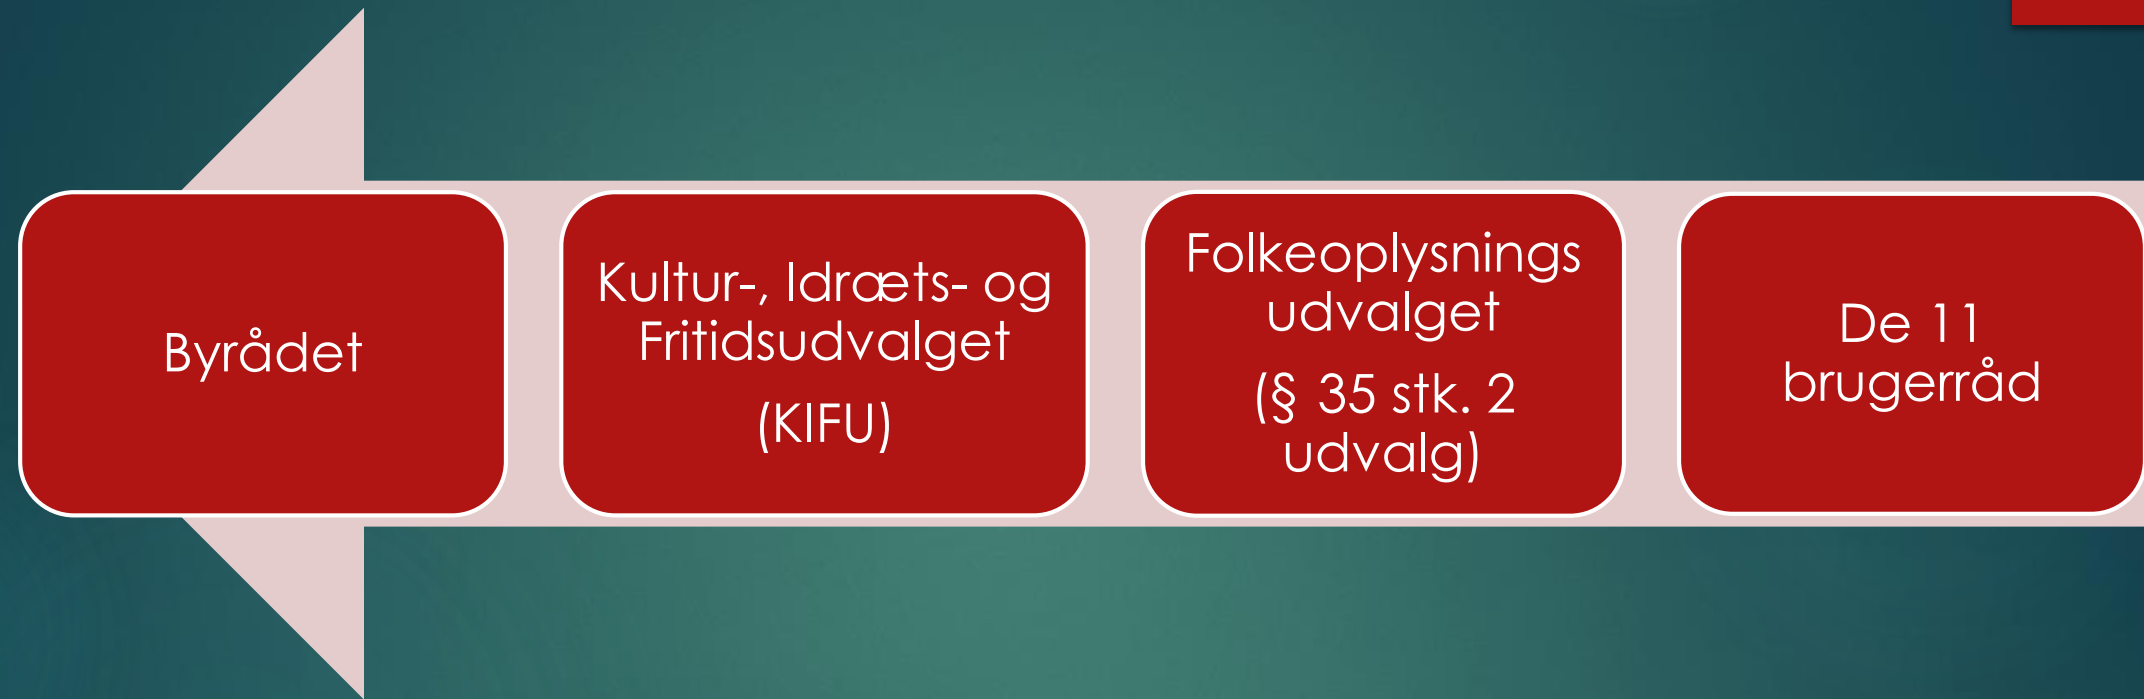 Byrådet
Kultur-, Idræts- og
Fritidsudvalget
(KIFU)
Folkeoplysnings
udvalget
(§ 35 stk. 2
udvalg)
De 11
brugerråd